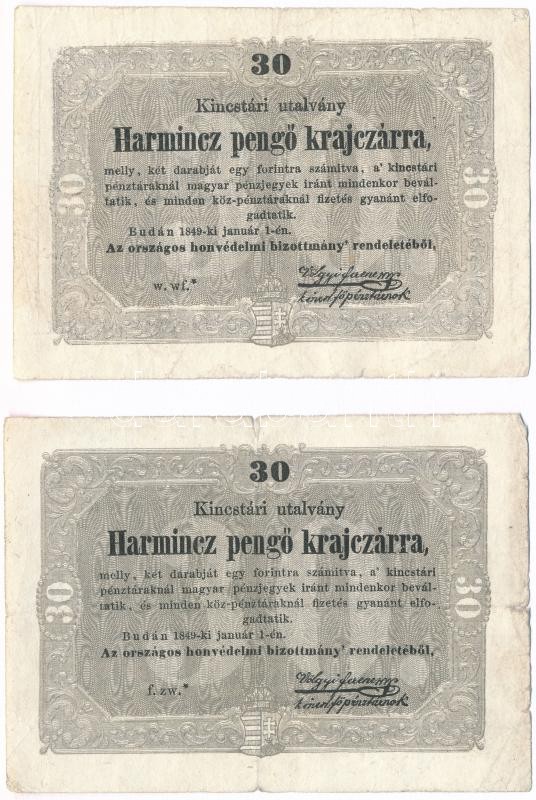 30
Kincstári utalvány
Harmincz pengő krajczárra,
melly, két darabját egy forintra számitva, a' kincstári
pénztáraknál magyar pénzjegyek iránt mindenkor bevál-
tatik, és minden köz-pénztáraknál fizetés gyanánt elfo-
gadtatik.
Budán 1849-ki január 1-én.
Az országos honvédelmi bizottmány' rendeletéből,
30
30
w. wf.*
30
Kincstári utalvány
Harmincz pengő krajczárra,
melly, két darabját egy forintra számitva, a' kincstári
pénztáraknál magyar pénzjegyek iránt mindenkor bevál-
tatik, és minden köz-pénztáraknál fizetés gyanánt elfo-
gadtatik.
Budán 1849-ki január 1-én.
Az országos honvédelmi bizottmány' rendeletéből,
30
30
f. zw.*